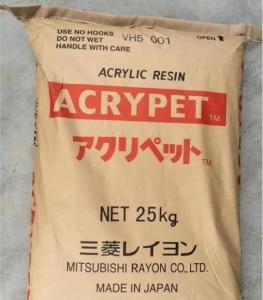 USE NO HOOKS
DO NOT WET
HANDLE WITH CARE
VH5 001
OPEN
ACRYLIC RESIN
ACRYPET TM
アクリペット TM
NET 25kg
三菱レイヨン
MITSUBISHI RAYON CO., LTD.
MADE IN JAPAN